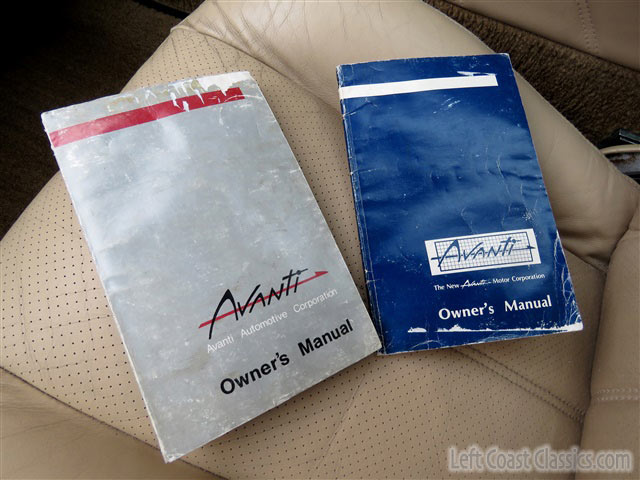 Avanti
Avanti Automotive Corporation
Owner's Manual
Avanti
The New Avanti Motor Corporation
Owner's Manual
Left Coast Classics.com